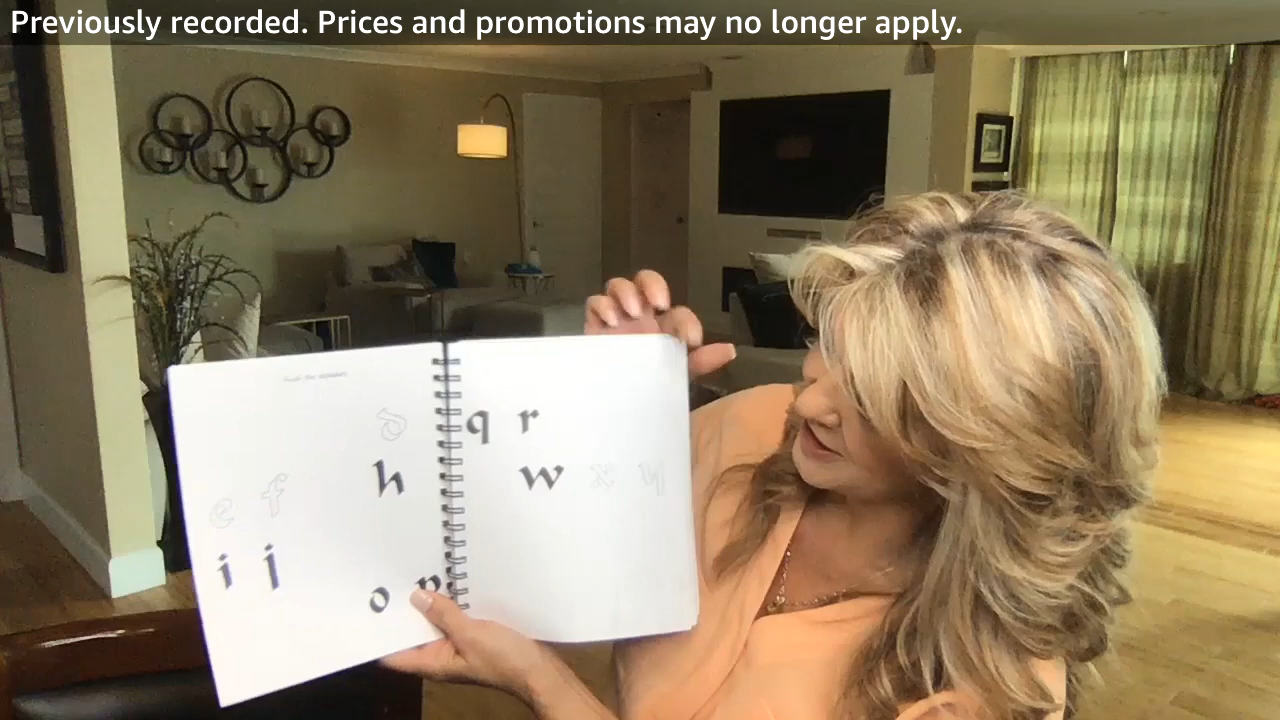 Previously recorded. Prices and promotions may no longer apply.
d
h
e f
i j
o p
q r
w x y